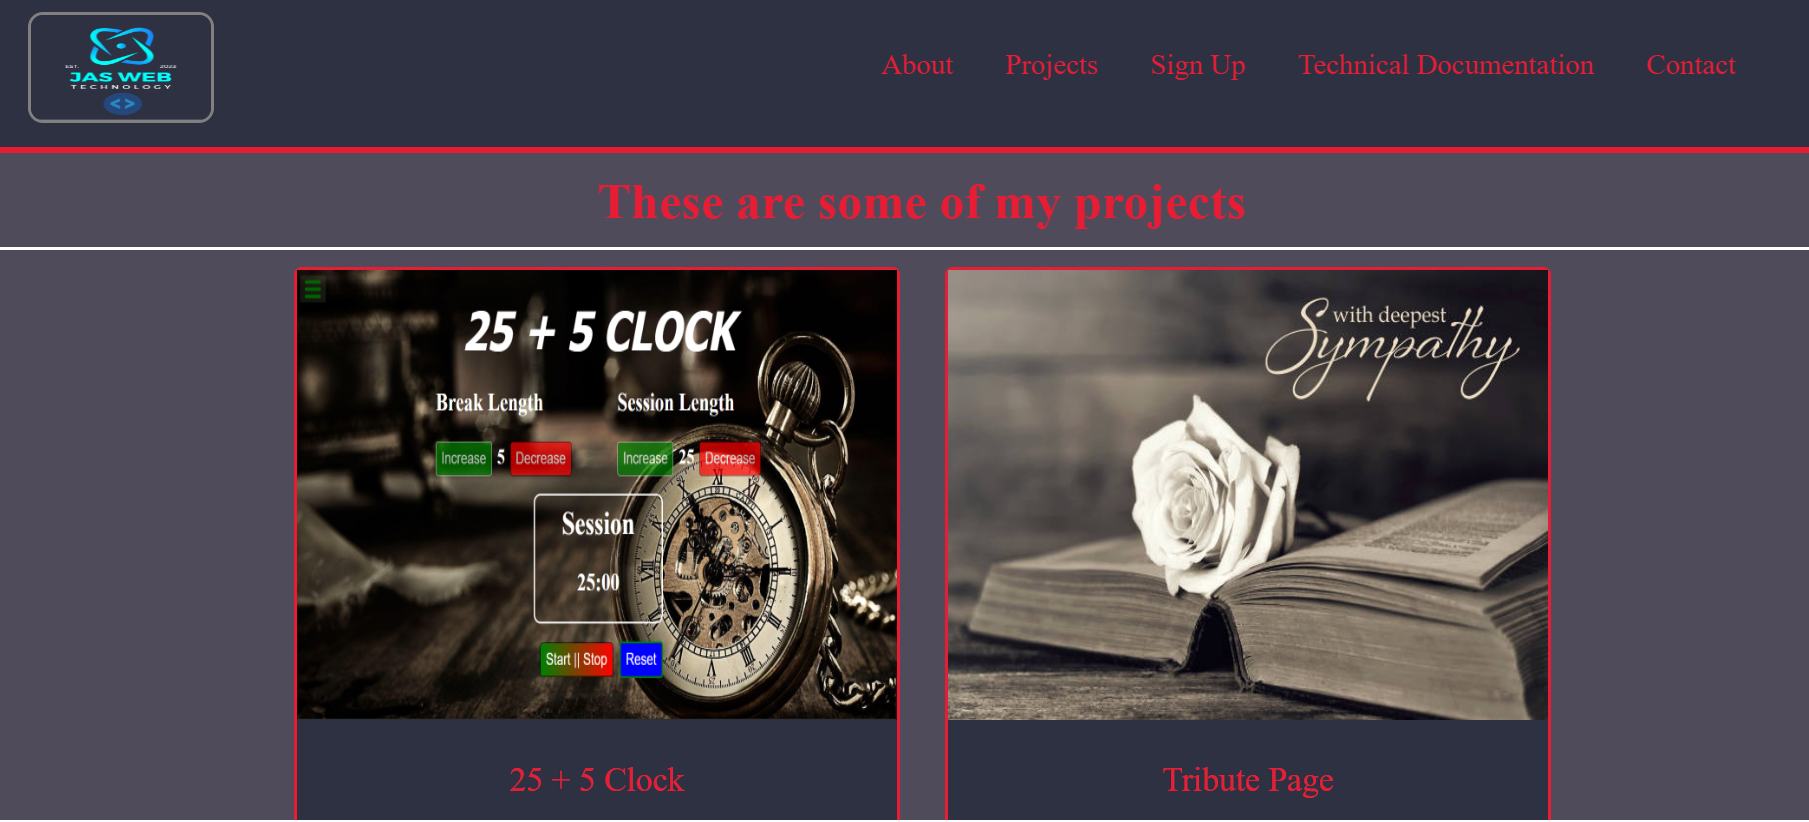 EST. 2022
JAS WEB
TECHNOLOGY
< >
About Projects Sign Up Technical Documentation Contact
These are some of my projects
25 + 5 CLOCK
Break Length Session Length
Increase 5 Decrease Increase 25 Decrease
Session
25:00
Start || Stop Reset
with deepest
Sympathy
25 + 5 Clock
Tribute Page